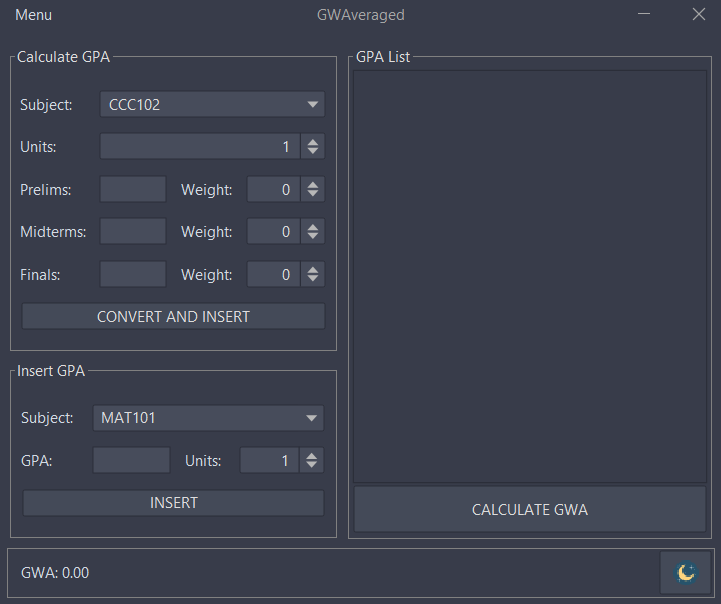 Menu
GWAveraged
Calculate GPA
Subject: CCC102
Units: 1
Prelims: Weight: 0
Midterms: Weight: 0
Finals: Weight: 0
CONVERT AND INSERT
Insert GPA
Subject: MAT101
GPA: Units: 1
INSERT
GPA List
CALCULATE GWA
GWA: 0.00